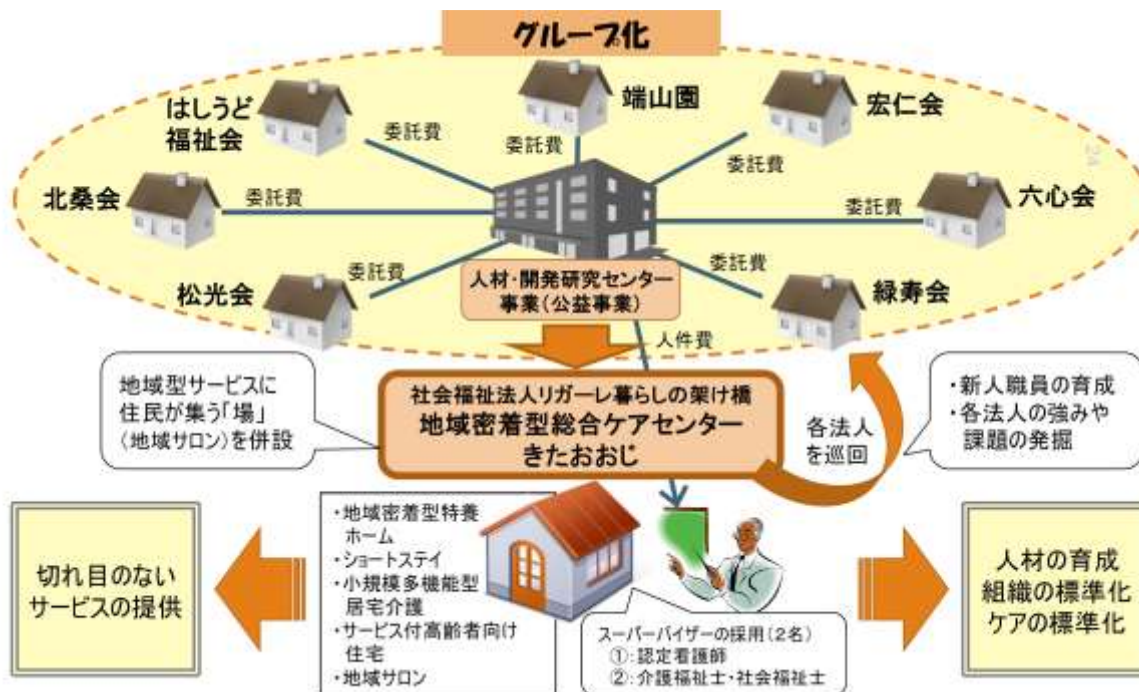 グループ化
はしうど
福祉会
端山園
宏仁会
北桑会
六心会
松光会
緑寿会
委託費
委託費
委託費
委託費
委託費
委託費
委託費
24
人材・開発研究センター
事業(公益事業)
人件費
地域型サービスに
住民が集う「場」
(地域サロン)を併設
社会福祉法人リガーレ暮らしの架け橋
地域密着型総合ケアセンター
きたおおじ
各法人
を巡回
・新人職員の育成
・各法人の強みや
課題の発掘
切れ目のない
サービスの提供
・地域密着型特養
ホーム
・ショートステイ
・小規模多機能型
居宅介護
・サービス付高齢者向け
住宅
・地域サロン
スーパーバイザーの採用(2名)
①:認定看護師
②:介護福祉士・社会福祉士
人材の育成
組織の標準化
ケアの標準化